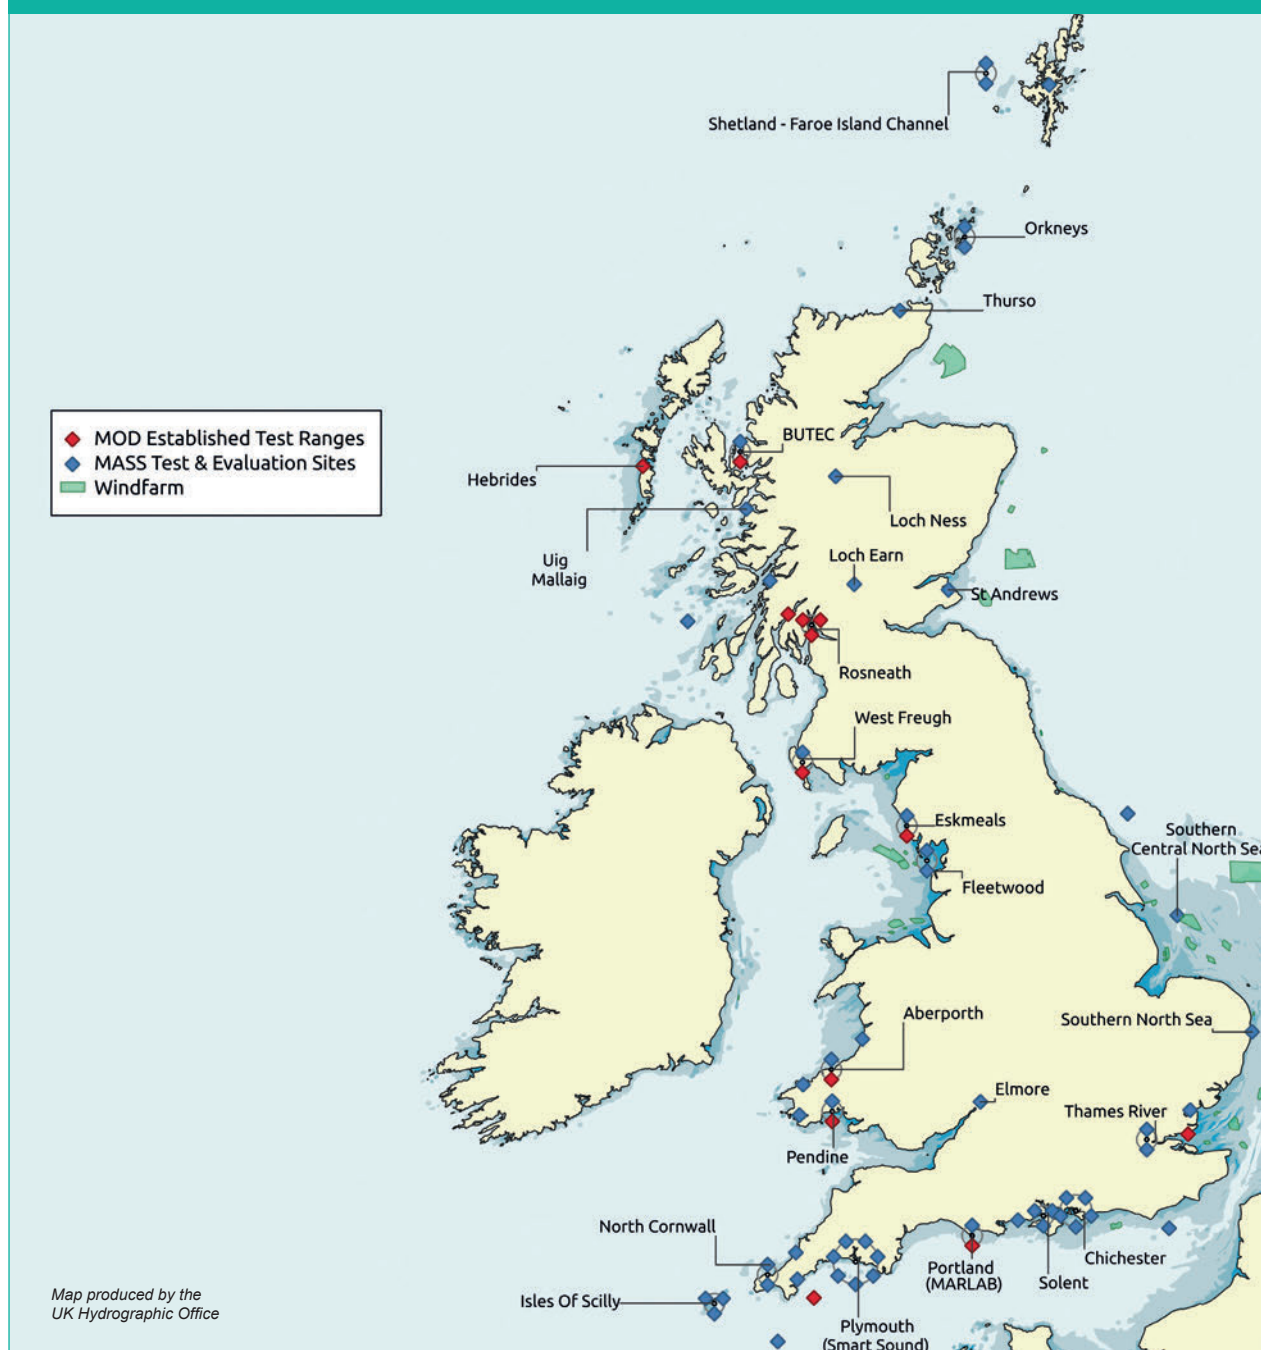 Shetland - Faroe Island Channel
Orkneys
Thurso
MOD Established Test Ranges
MASS Test & Evaluation Sites
Windfarm
BUTEC
Hebrides
Loch Ness
Uig
Mallaig
Loch Earn
St Andrews
Rosneath
West Freugh
Eskmeals
Southern
Central North Sea
Fleetwood
Aberporth
Southern North Sea
Elmore
Thames River
Pendine
North Cornwall
Chichester
Portland
(MARLAB)
Solent
Isles Of Scilly
Plymouth
(Smart Sound)
Map produced by the
UK Hydrographic Office